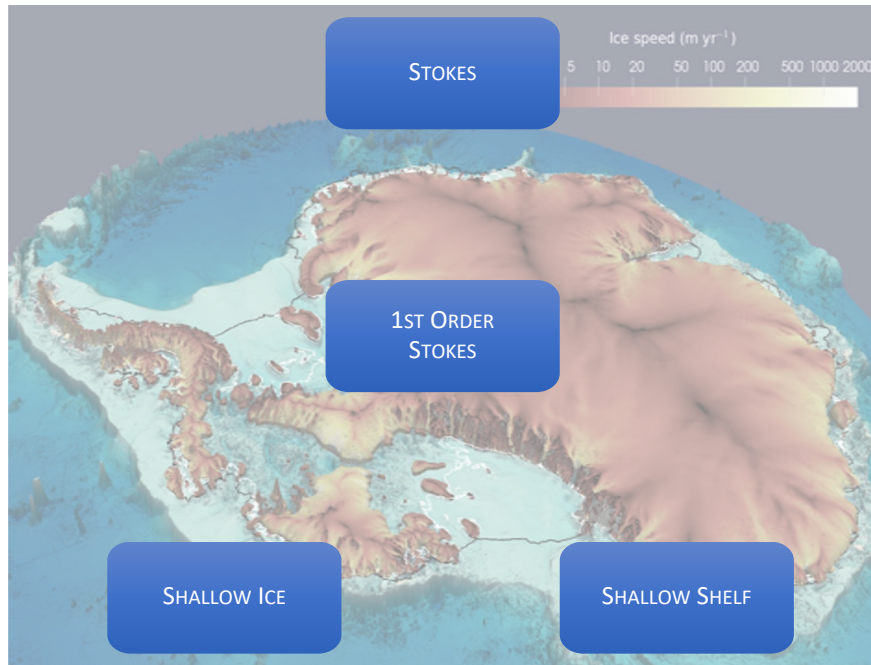 STOKES
Ice speed (m yr⁻¹)
5 10 20 50 100 200 500 1000 2000
1ST ORDER
STOKES
SHALLOW ICE
SHALLOW SHELF